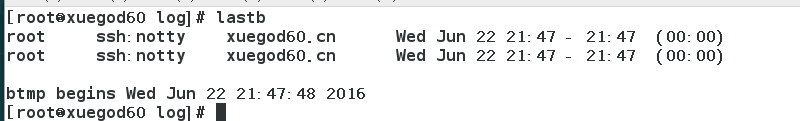 [root@xuegod60 log]# lastb
root     ssh:notty    xuegod60.cn      Wed Jun 22 21:47 - 21:47  (00:00)
root     ssh:notty    xuegod60.cn      Wed Jun 22 21:47 - 21:47  (00:00)
btmp begins Wed Jun 22 21:47:48 2016
[root@xuegod60 log]#